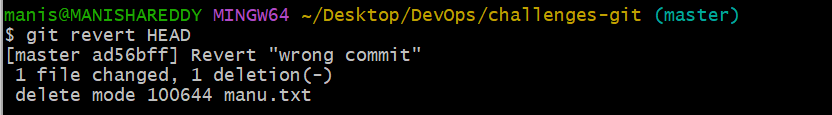 manis@MANISHAREDDY MINGW64 ~/Desktop/DevOps/challenges-git (master)
$ git revert HEAD
[master ad56bff] Revert "wrong commit"
 1 file changed, 1 deletion(-)
 delete mode 100644 manu.txt